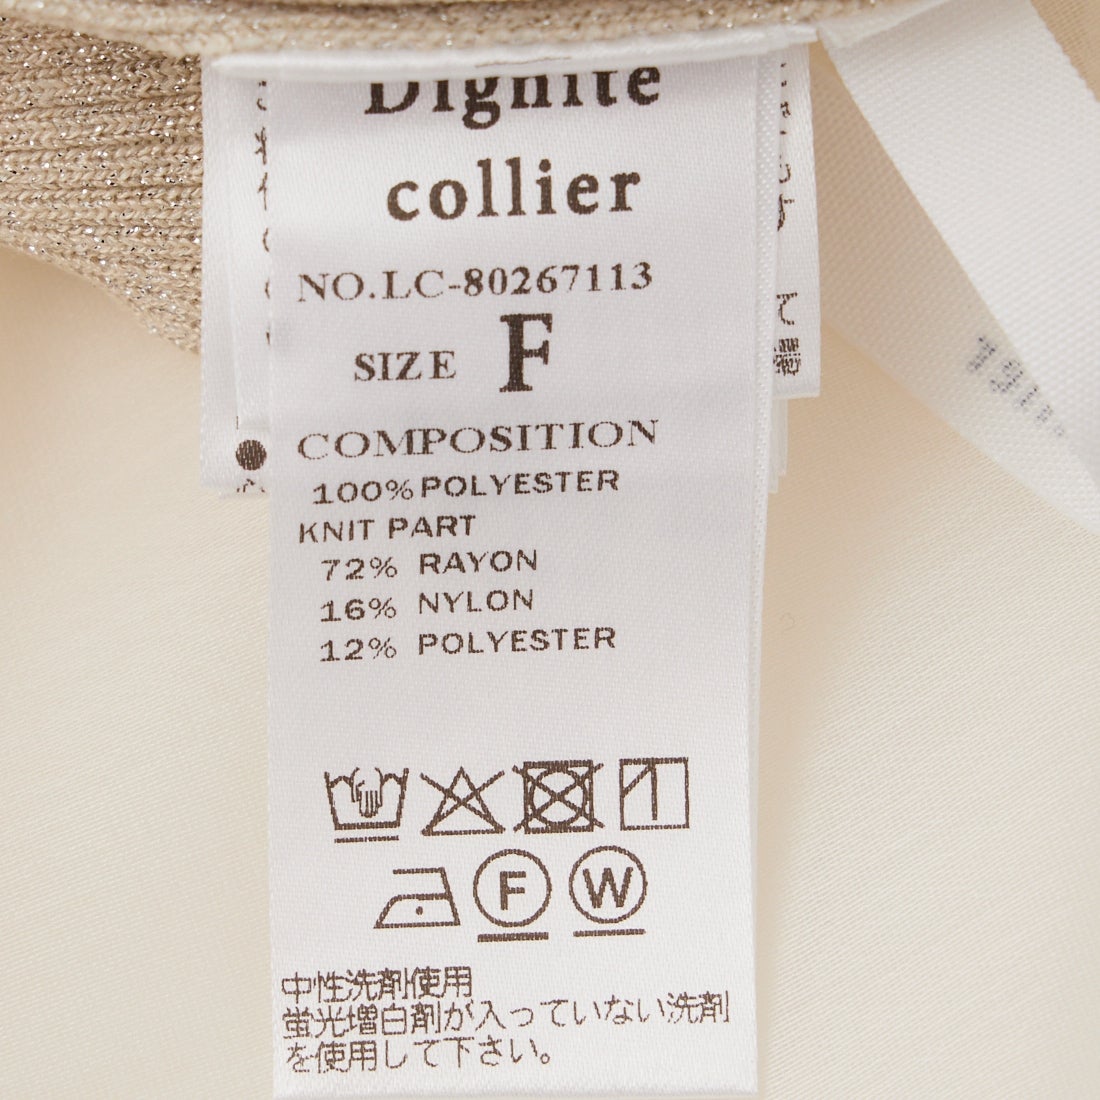 Dignite
collier
NO.LC-80267113
SIZE F
COMPOSITION
100% POLYESTER
KNIT PART
72% RAYON
16% NYLON
12% POLYESTER
F W
中性洗剤使用
蛍光増白剤が入っていない洗剤
を使用して下さい。